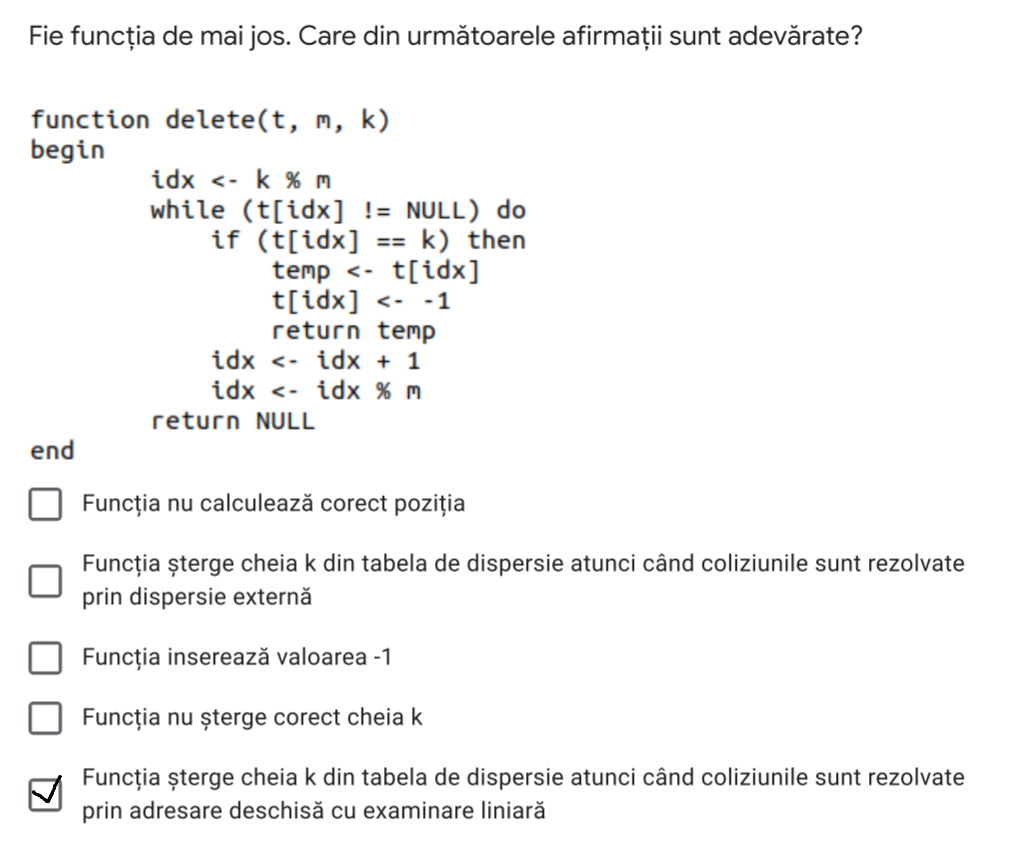 Fie funcția de mai jos. Care din următoarele afirmații sunt adevărate?
function delete(t, m, k)
begin
idx <- k % m
while (t[idx] != NULL) do
if (t[idx] == k) then
temp <- t[idx]
t[idx] <- -1
return temp
idx <- idx + 1
idx <- idx % m
return NULL
end
Funcția nu calculează corect poziția
Funcția șterge cheia k din tabela de dispersie atunci când coliziunile sunt rezolvate
prin dispersie externă
Funcția inserează valoarea -1
Funcția nu șterge corect cheia k
Funcția șterge cheia k din tabela de dispersie atunci când coliziunile sunt rezolvate
prin adresare deschisă cu examinare liniară